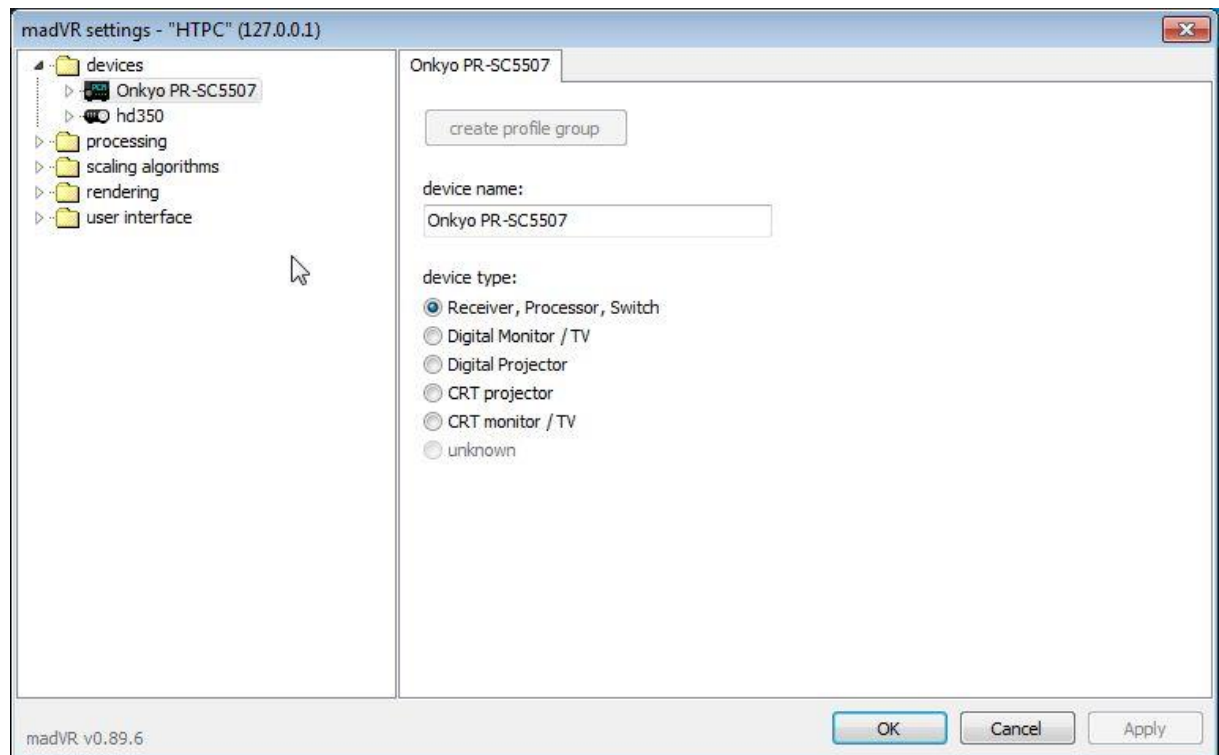 madVR settings - "HTPC" (127.0.0.1)
devices
Onkyo PR-SC5507
hd350
processing
scaling algorithms
rendering
user interface
Onkyo PR-SC5507
create profile group
device name:
Onkyo PR-SC5507
device type:
Receiver, Processor, Switch
Digital Monitor / TV
Digital Projector
CRT projector
CRT monitor / TV
unknown
madVR v0.89.6
OK
Cancel
Apply